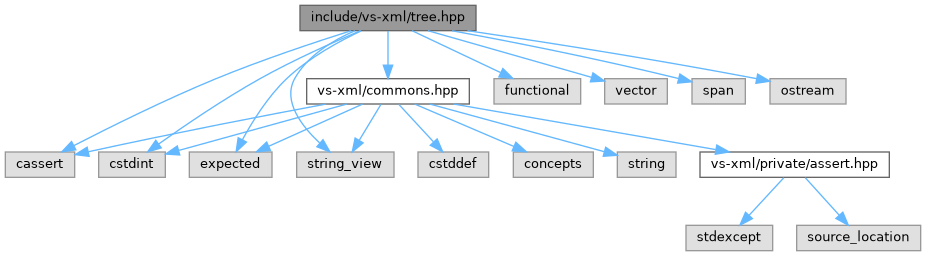 include/vs-xml/tree.hpp
vs-xml/commons.hpp
functional
vector
span
ostream
cassert
cstdint
expected
string_view
cstddef
concepts
string
vs-xml/private/assert.hpp
stdexcept
source_location